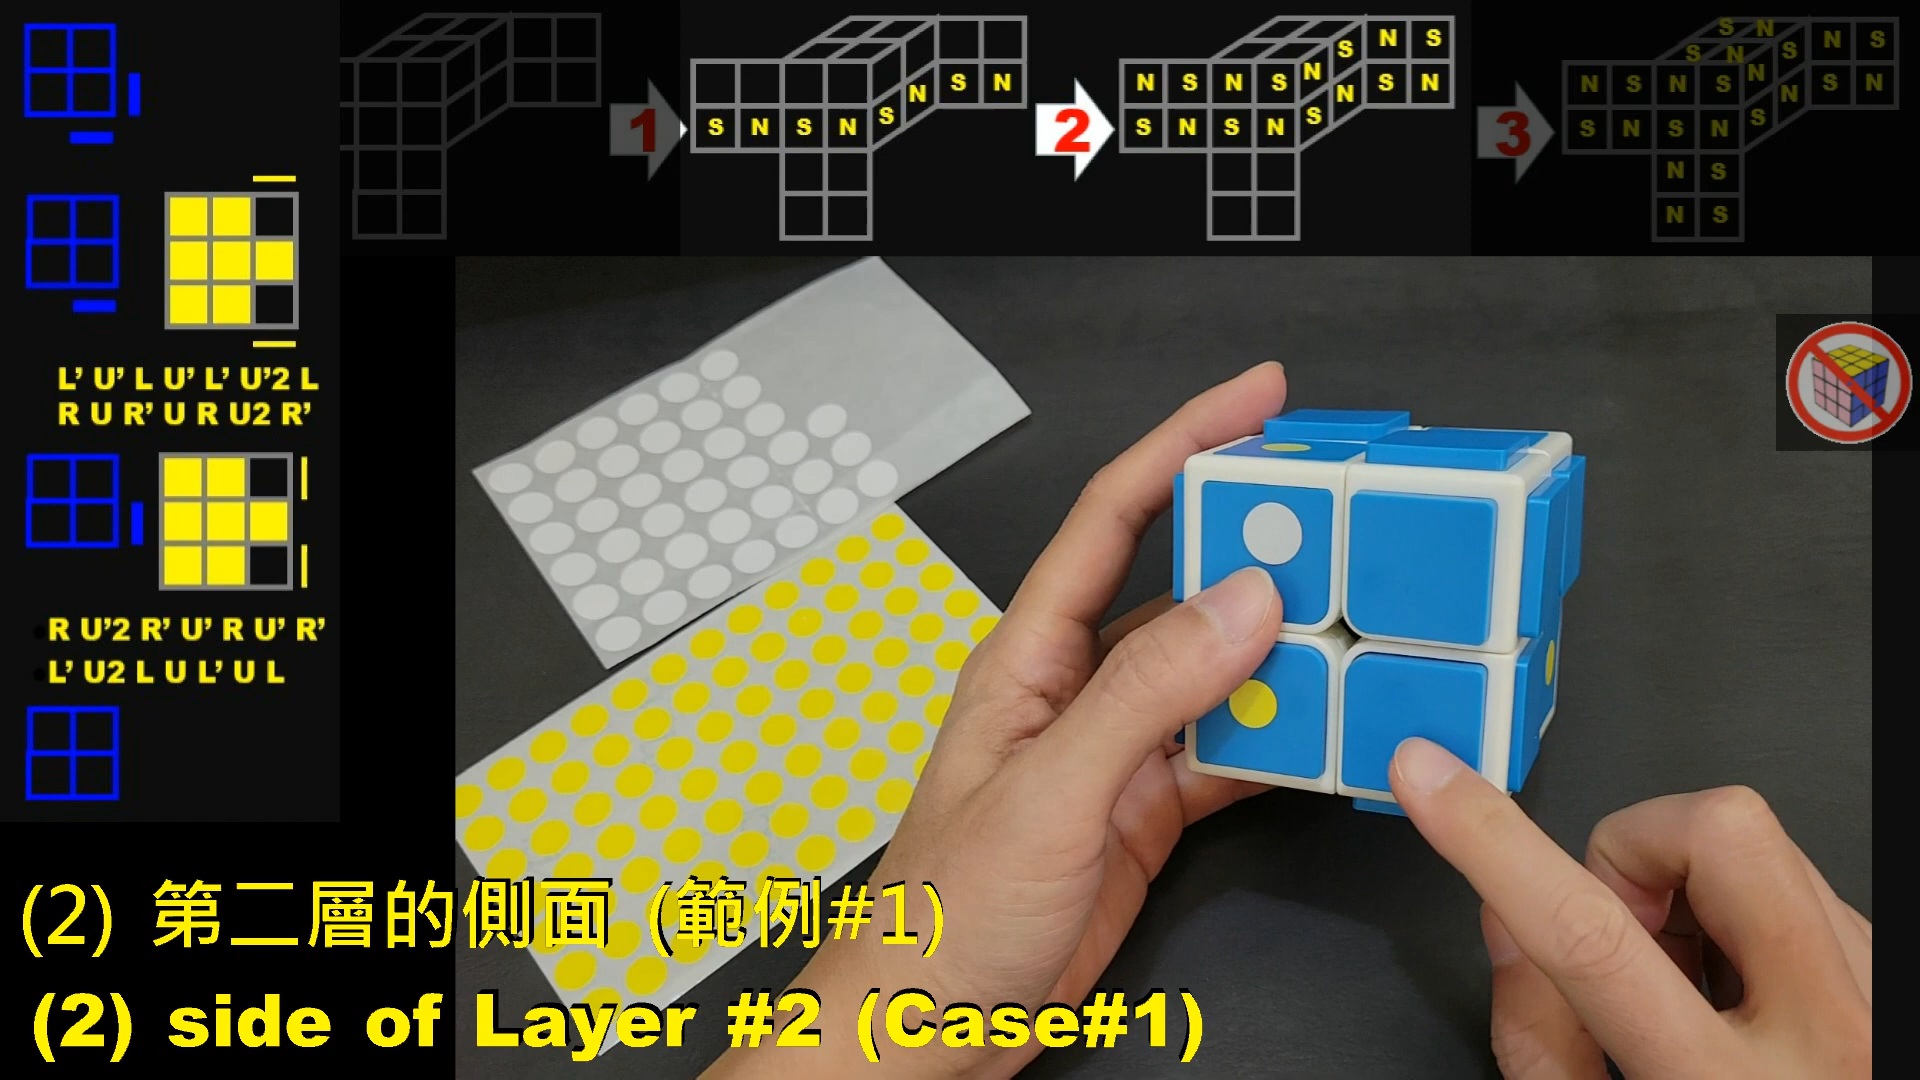 S N
S N S
N S N N S N S N S N S N S
1 N S N 2 N S N 3 N N S N
S N S N S S N S N S S N S N S
N S
N S
L’ U’ L U’ L’ U’2 L
R U R’ U R U2 R’
R U’2 R’ U’ R U’ R’
L’ U2 L U L’ U L
(2) 第二層的側面 (範例#1)
(2) side of Layer #2 (Case#1)